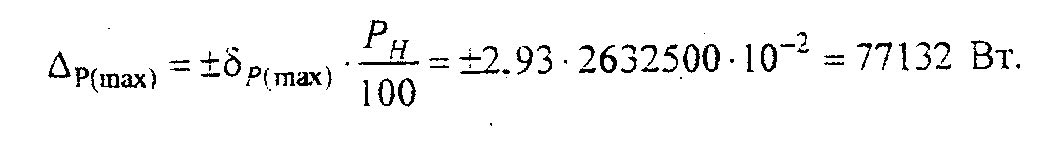 Δ_P(max) = ±δ_P(max) · P_H/100 = ±2.93 · 2632500 · 10⁻² = 77132 Вт.